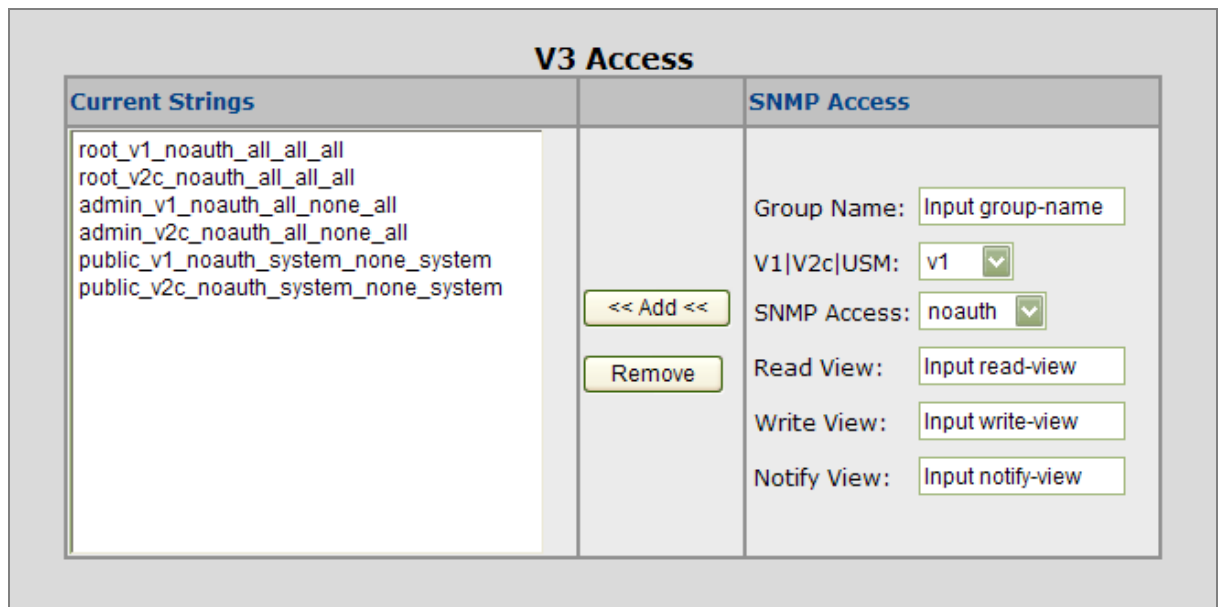 V3 Access
Current Strings
SNMP Access
root_v1_noauth_all_all_all
root_v2c_noauth_all_all_all
admin_v1_noauth_all_none_all
admin_v2c_noauth_all_none_all
public_v1_noauth_system_none_system
public_v2c_noauth_system_none_system
<< Add <<
Remove
Group Name: Input group-name
V1|V2c|USM: v1
SNMP Access: noauth
Read View: Input read-view
Write View: Input write-view
Notify View: Input notify-view